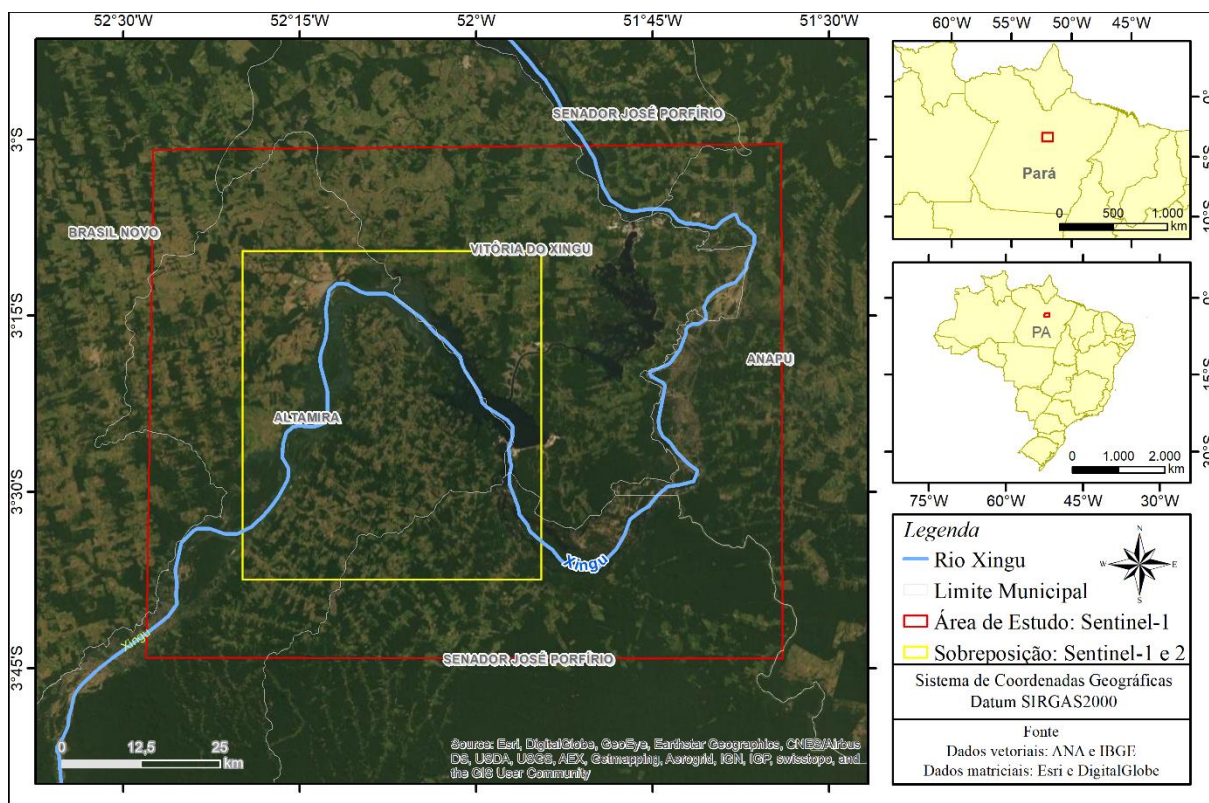 52°30'W 52°15'W 52°W 51°45'W 51°30'W
3°S
3°15'S
3°30'S
3°45'S
SENADOR JOSÉ PORFÍRIO
BRASIL NOVO
VITÓRIA DO XINGU
ANAPU
ALTAMIRA
Xingu
Xingu
SENADOR JOSÉ PORFÍRIO
0 12,5 25
km
Source: Esri, DigitalGlobe, GeoEye, Earthstar Geographics, CNES/Airbus
DS, USDA, USGS, AEX, Getmapping, Aerogrid, IGN, IGP, swisstopo, and
the GIS User Community
60°W 52°W 50°W 45°W
0°
5°S
10°S
Pará
0 500 1.000
km
0°
15°S
30°S
PA
0 1.000 2.000
km
75°W 60°W 45°W 30°W
Legenda
N
W E
S
Rio Xingu
Limite Municipal
Área de Estudo: Sentinel-1
Sobreposição: Sentinel-1 e 2
Sistema de Coordenadas Geográficas
Datum SIRGAS2000
Fonte
Dados vetoriais: ANA e IBGE
Dados matriciais: Esri e DigitalGlobe